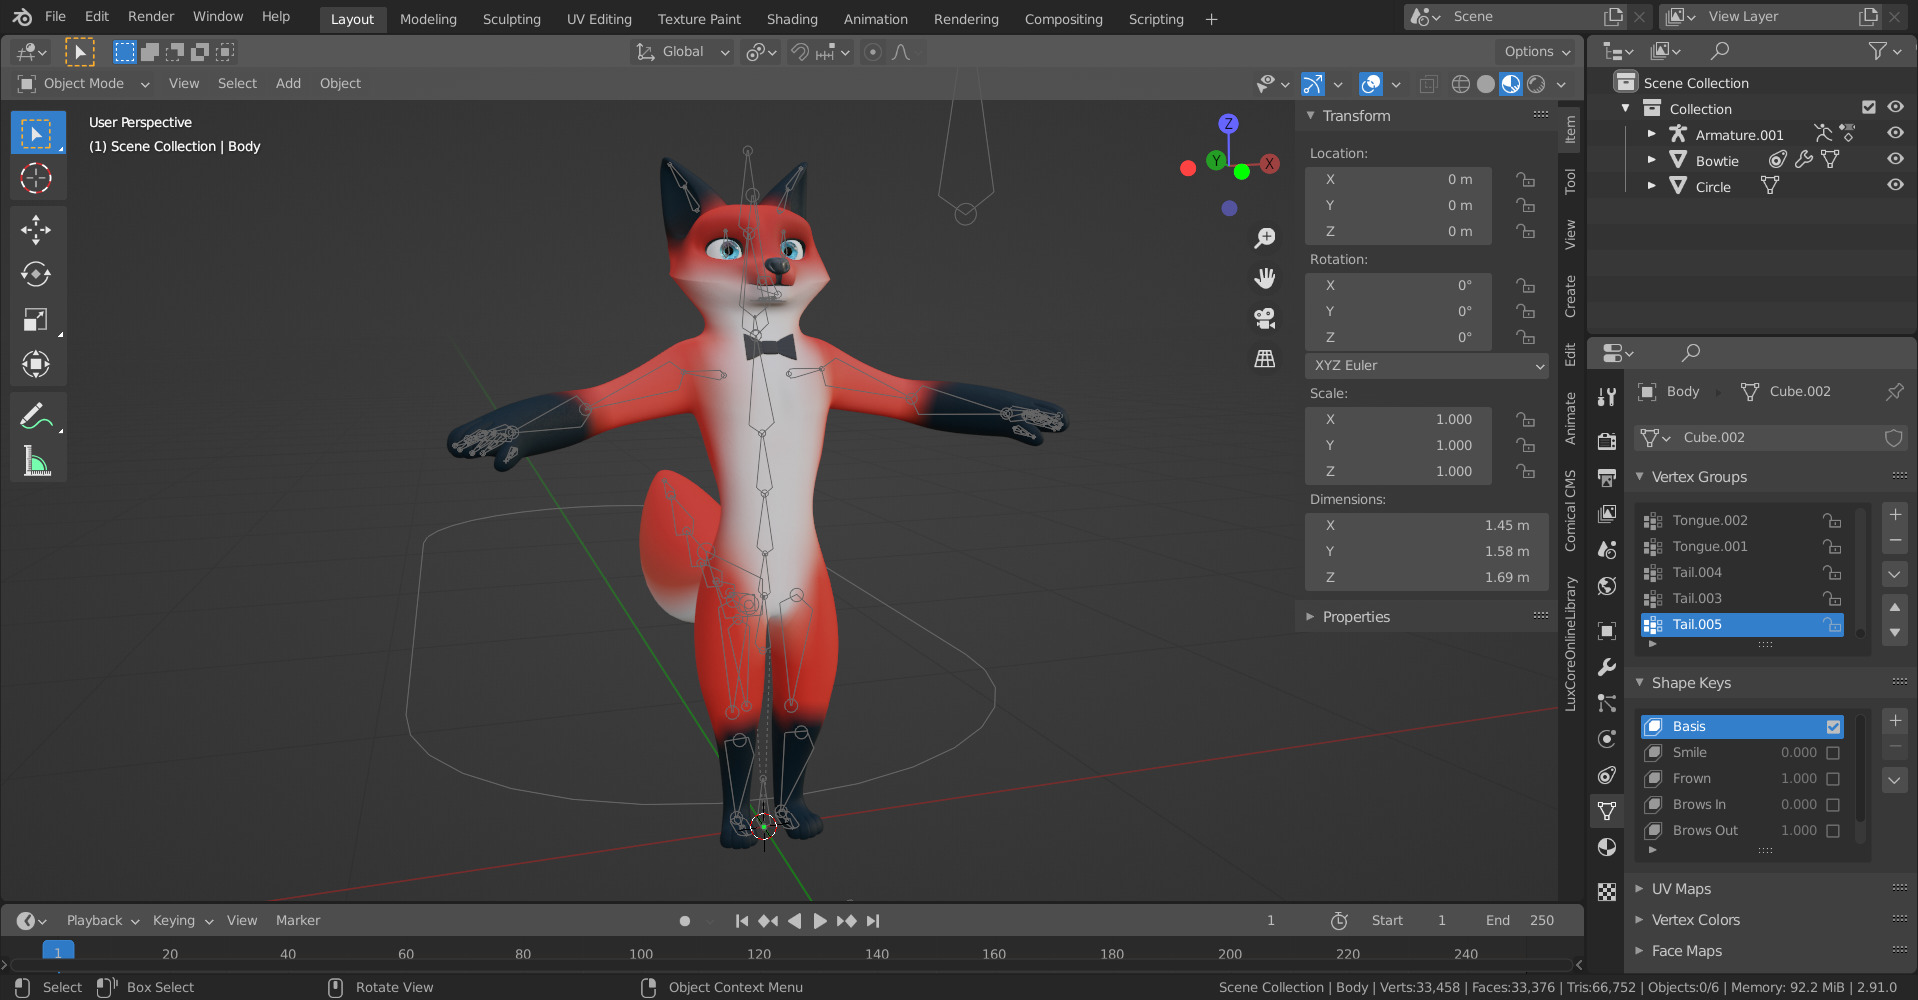 File Edit Render Window Help Layout Modeling Sculpting UV Editing Texture Paint Shading Animation Rendering Compositing Scripting + Scene View Layer
Global Options
Object Mode View Select Add Object
User Perspective
(1) Scene Collection | Body
Z
Y
X
Transform
Location:
X 0 m
Y 0 m
Z 0 m
Rotation:
X 0°
Y 0°
Z 0°
XYZ Euler
Scale:
X 1.000
Y 1.000
Z 1.000
Dimensions:
X 1.45 m
Y 1.58 m
Z 1.69 m
Properties
Item
Tool
View
Create
Edit
Animate
Comical CMS
LuxCoreOnlineLibrary
Scene Collection
Collection
Armature.001
Bowtie
Circle
Body Cube.002
Cube.002
Vertex Groups
Tongue.002
Tongue.001
Tail.004
Tail.003
Tail.005
Shape Keys
Basis
Smile 0.000
Frown 1.000
Brows In 0.000
Brows Out 1.000
UV Maps
Vertex Colors
Face Maps
Playback Keying View Marker 1 Start 1 End 250
1 20 40 60 80 100 120 140 160 180 200 220 240
Select Box Select Rotate View Object Context Menu Scene Collection | Body | Verts:33,458 | Faces:33,376 | Tris:66,752 | Objects:0/6 | Memory: 92.2 MiB | 2.91.0